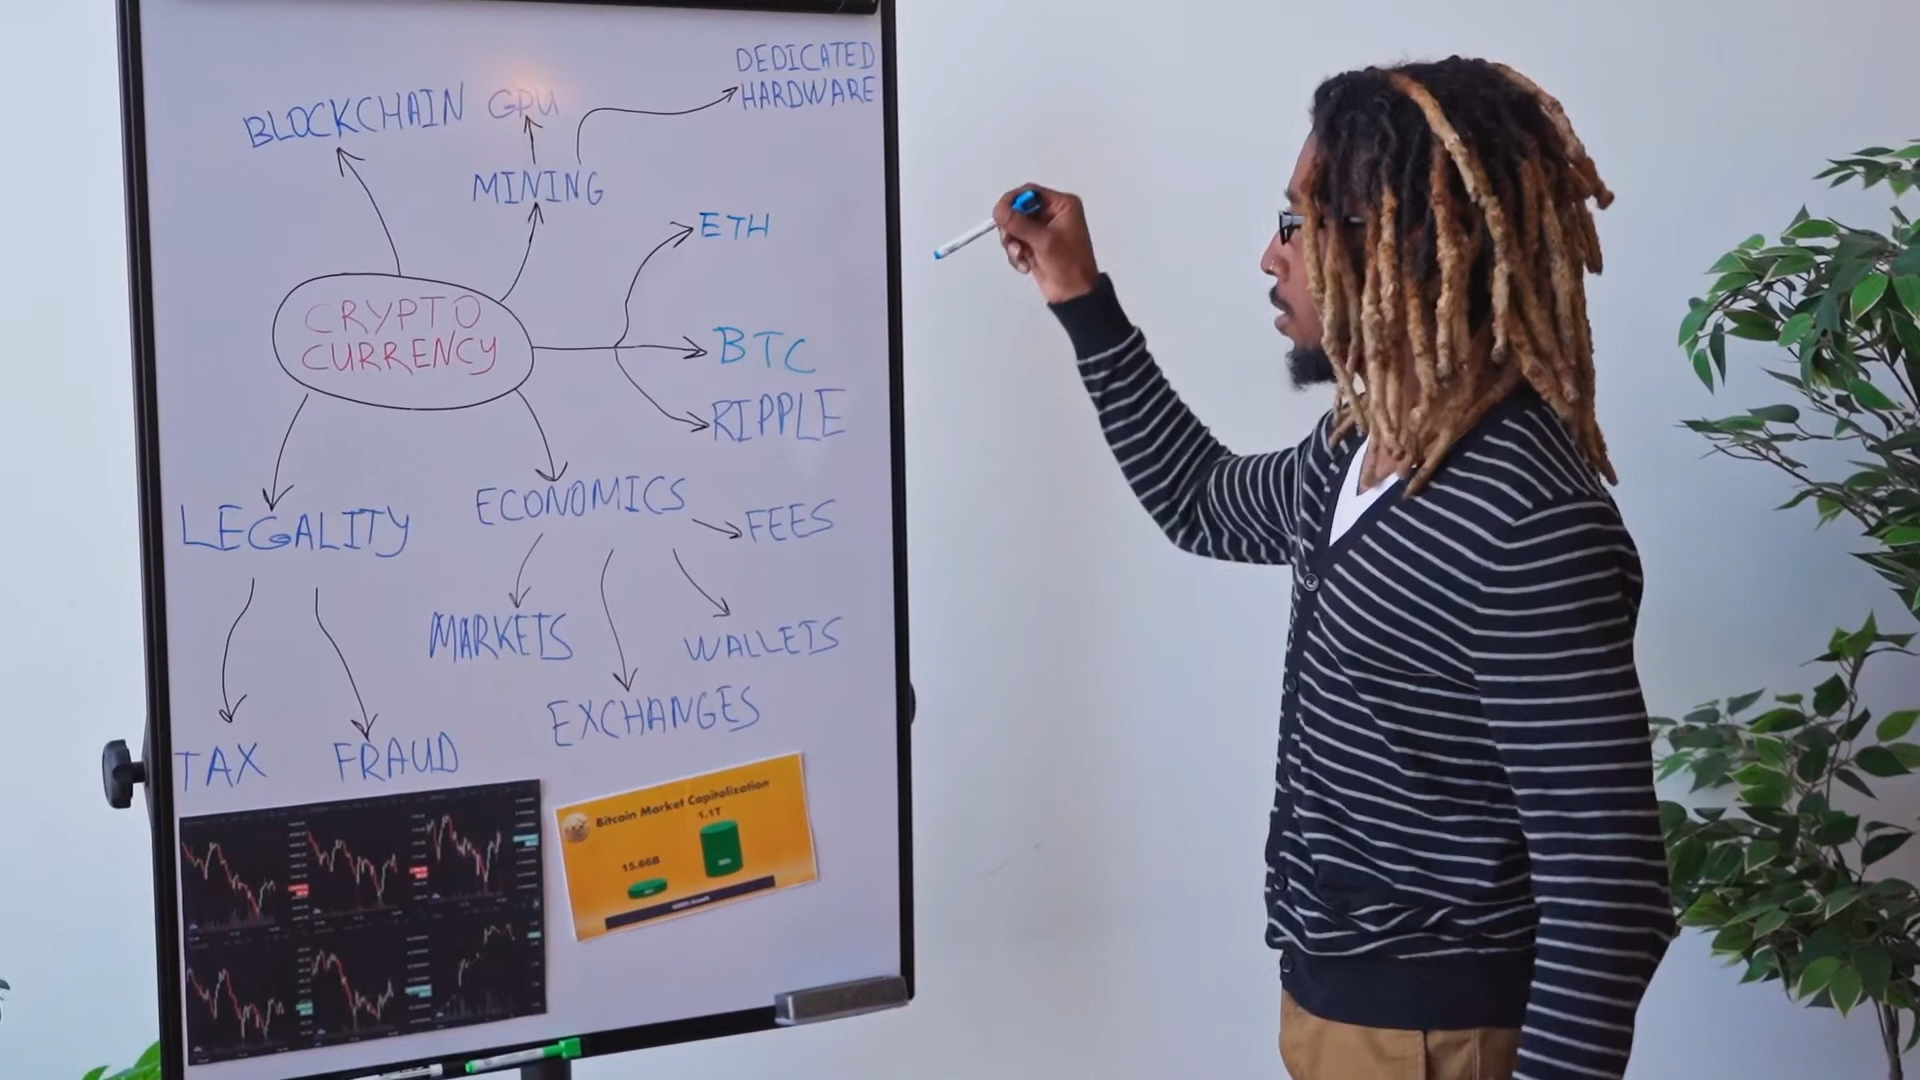 DEDICATED
HARDWARE
BLOCKCHAIN
GPU
MINING
ETH
CRYPTO
CURRENCY
BTC
RIPPLE
LEGALITY
ECONOMICS
FEES
MARKETS
WALLETS
EXCHANGES
TAX
FRAUD
Bitcoin Market Capitalization
1.1T
15.66B